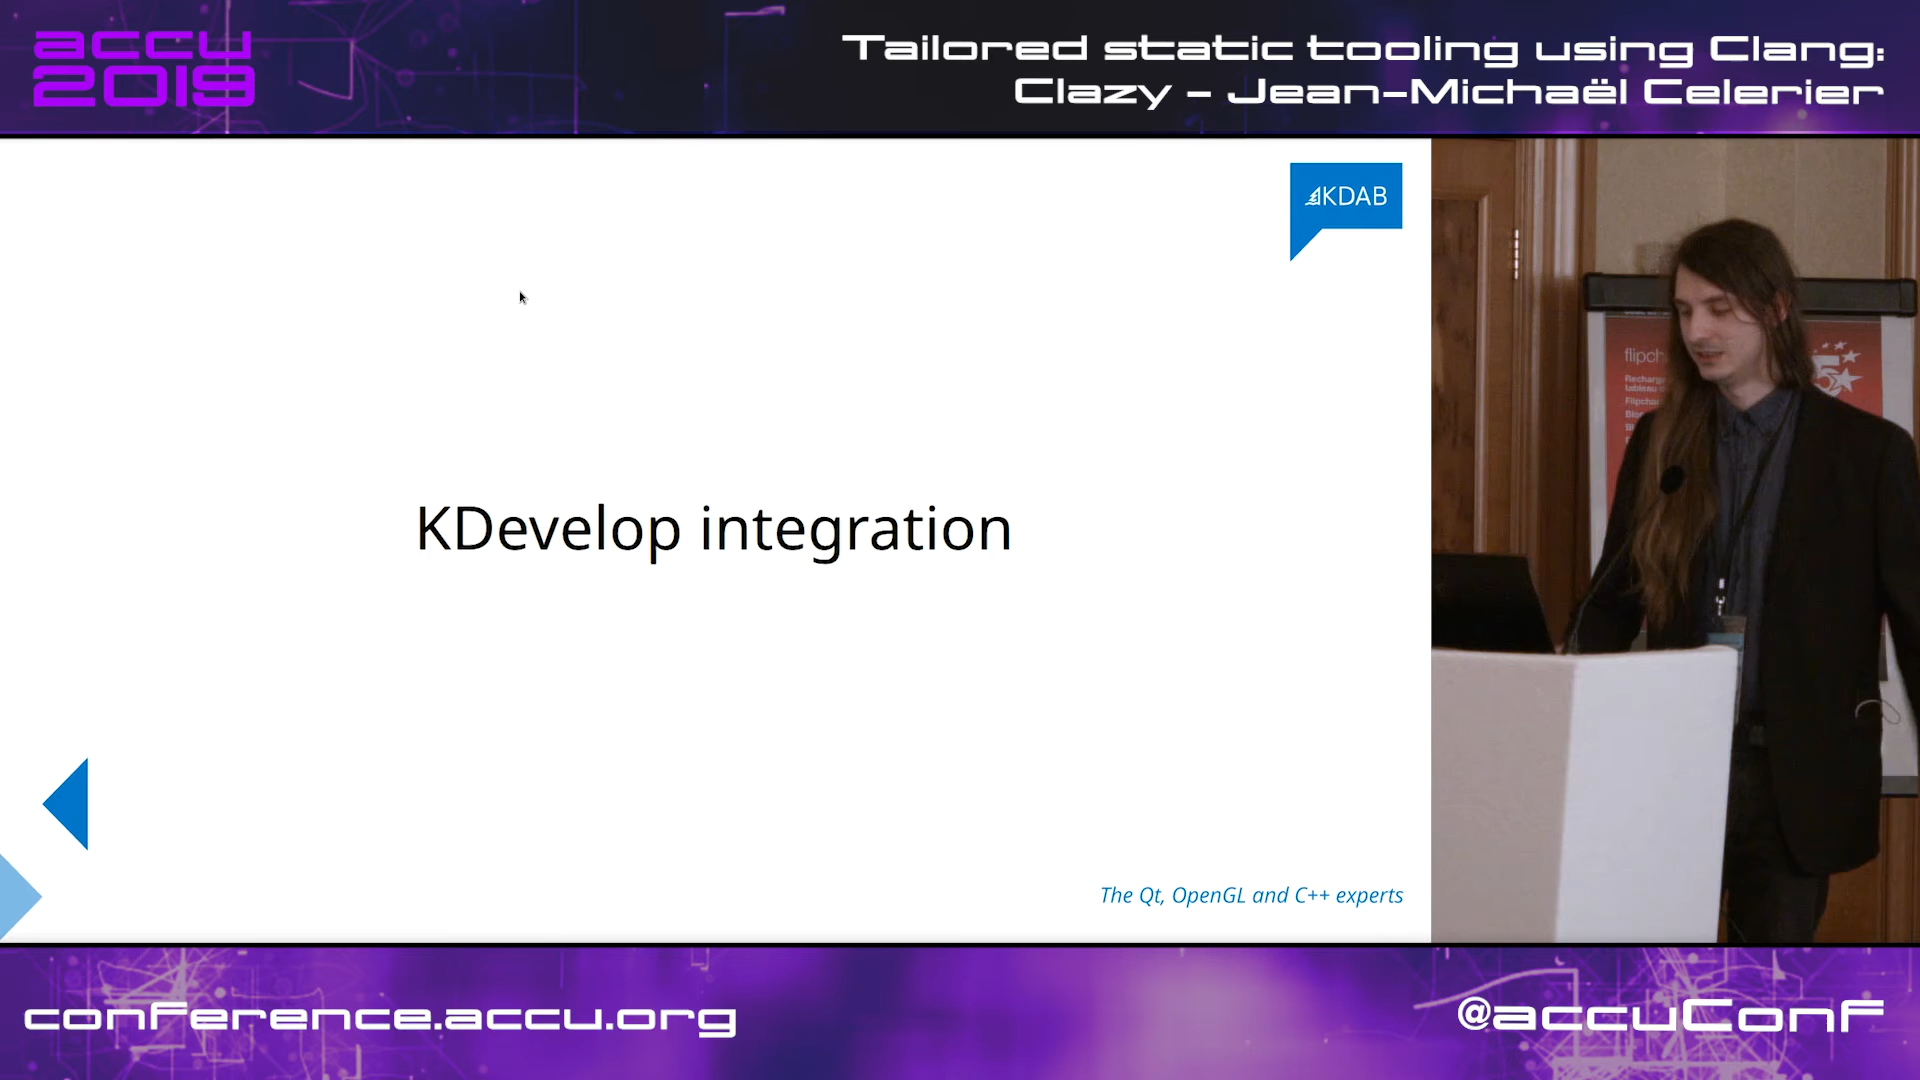 accu
2019
Tailored static tooling using Clang:
Clazy - Jean-Michaël Celerier
KDAB
KDevelop integration
The Qt, OpenGL and C++ experts
conference.accu.org
@accuConf